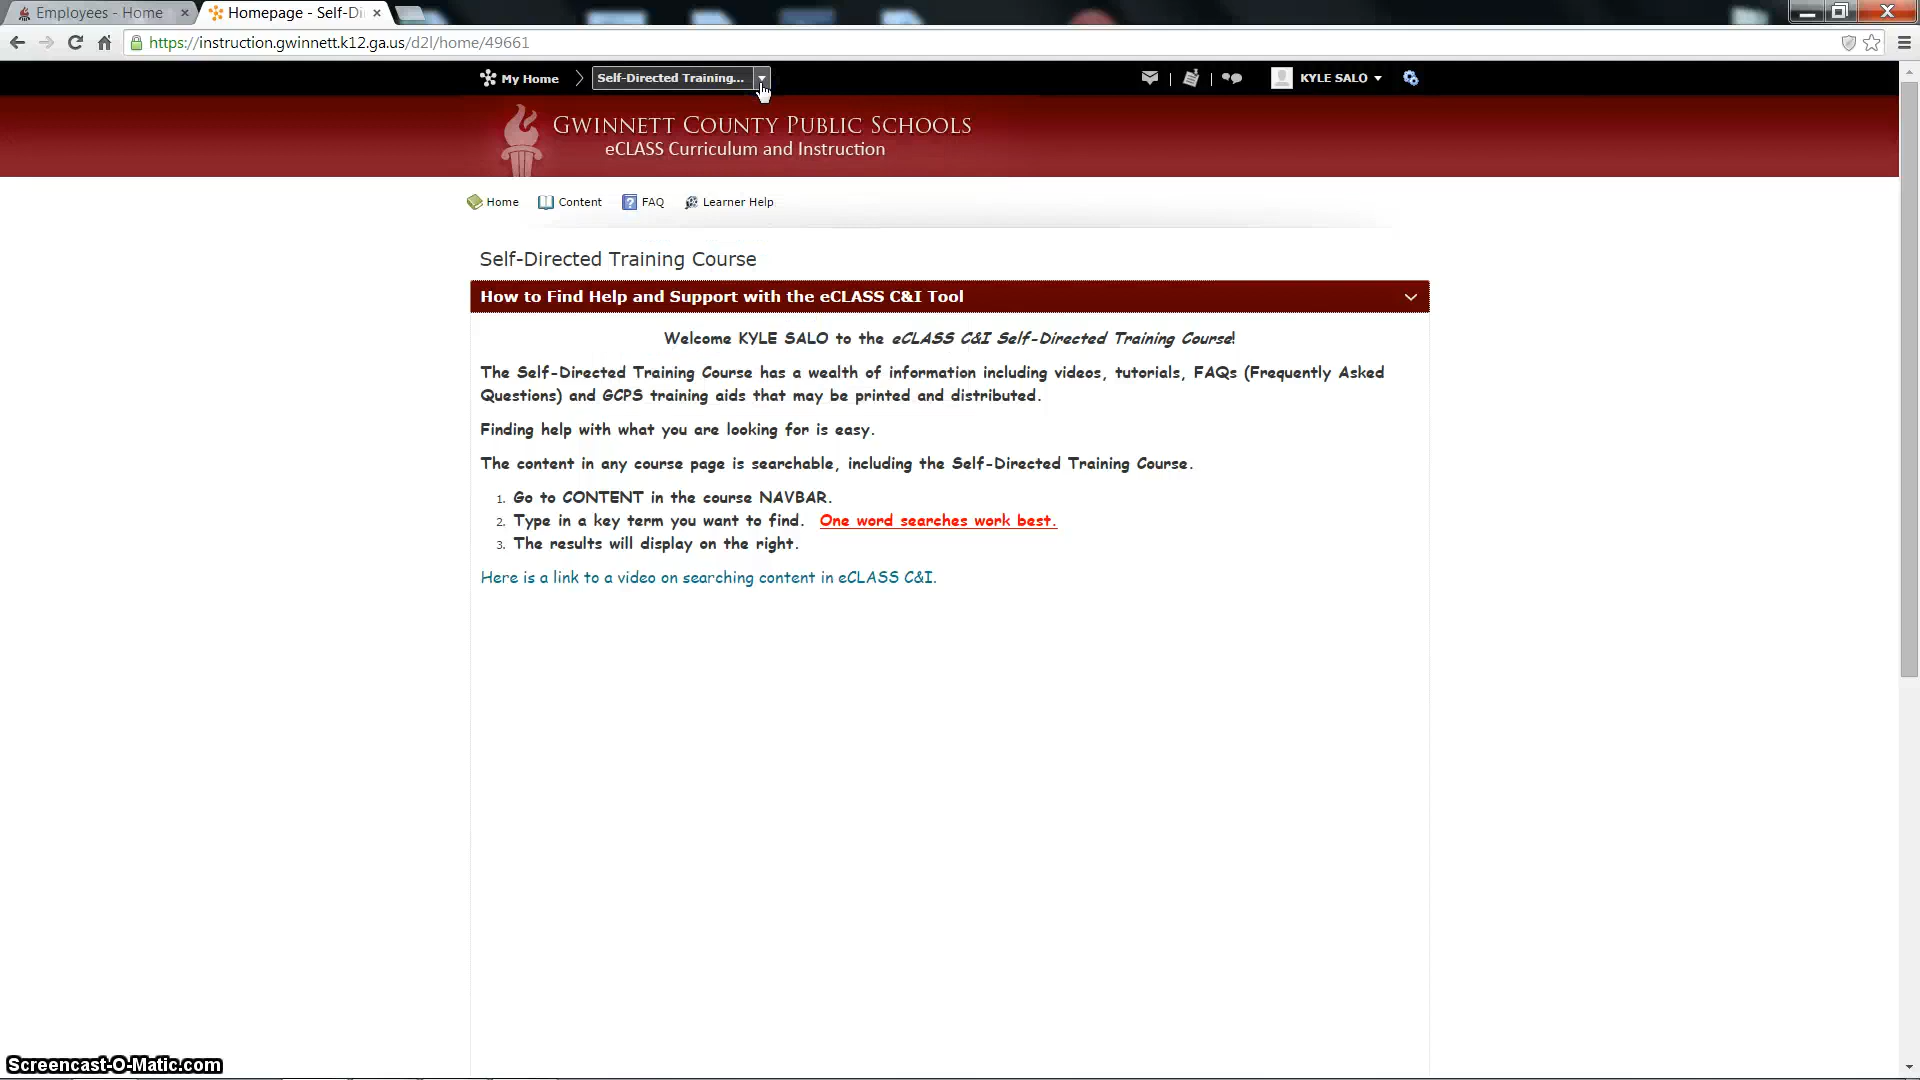 Employees - Home
Homepage - Self-Di
https://instruction.gwinnett.k12.ga.us/d2l/home/49661
My Home
Self-Directed Training...
KYLE SALO
GWINNETT COUNTY PUBLIC SCHOOLS
eCLASS Curriculum and Instruction
Home
Content
FAQ
Learner Help
Self-Directed Training Course
How to Find Help and Support with the eCLASS C&I Tool
Welcome KYLE SALO to the eCLASS C&I Self-Directed Training Course!
The Self-Directed Training Course has a wealth of information including videos, tutorials, FAQs (Frequently Asked
Questions) and GCPS training aids that may be printed and distributed.
Finding help with what you are looking for is easy.
The content in any course page is searchable, including the Self-Directed Training Course.
1. Go to CONTENT in the course NAVBAR.
2. Type in a key term you want to find. One word searches work best.
3. The results will display on the right.
Here is a link to a video on searching content in eCLASS C&I.
Screencast-O-Matic.com